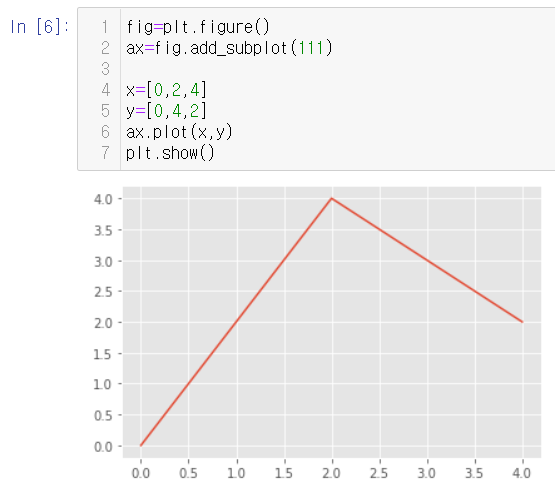 In [6]:
1 fig=plt.figure()
2 ax=fig.add_subplot(111)
3
4 x=[0,2,4]
5 y=[0,4,2]
6 ax.plot(x,y)
7 plt.show()
4.0
3.5
3.0
2.5
2.0
1.5
1.0
0.5
0.0
0.0 0.5 1.0 1.5 2.0 2.5 3.0 3.5 4.0